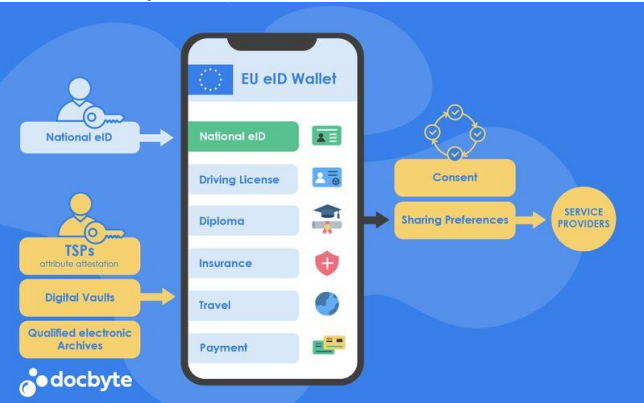 EU eID Wallet
National eID
National eID
Driving License
Diploma
Insurance
Travel
Payment
TSPs
attribute attestation
Digital Vaults
Qualified electronic
Archives
Consent
Sharing Preferences
SERVICE
PROVIDERS
docbyte